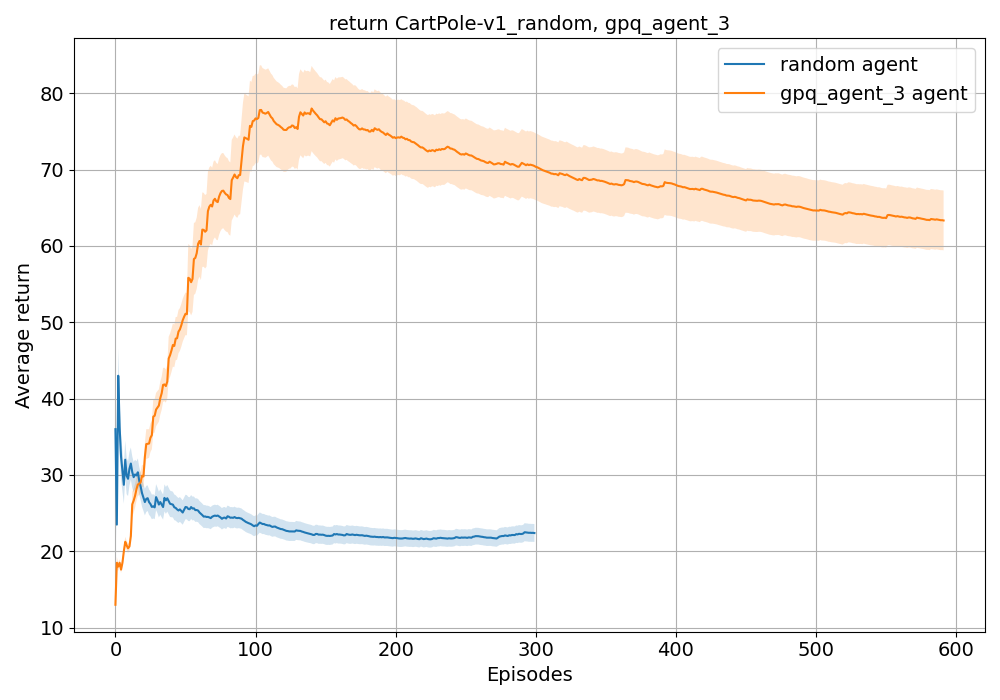 return CartPole-v1_random, gpq_agent_3
random agent
gpq_agent_3 agent
Average return
80
70
60
50
40
30
20
10
0 100 200 300 400 500 600
Episodes